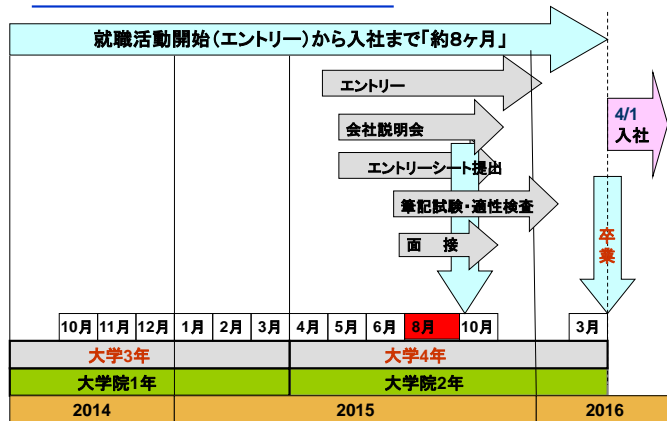 就職活動開始(エントリー)から入社まで「約8ヶ月」
エントリー
4/1
入社
会社説明会
エントリーシート提出
筆記試験・適性検査
面 接
卒業
10月 11月 12月 1月 2月 3月 4月 5月 6月 8月 10月 3月
大学3年 大学4年
大学院1年 大学院2年
2014 2015 2016